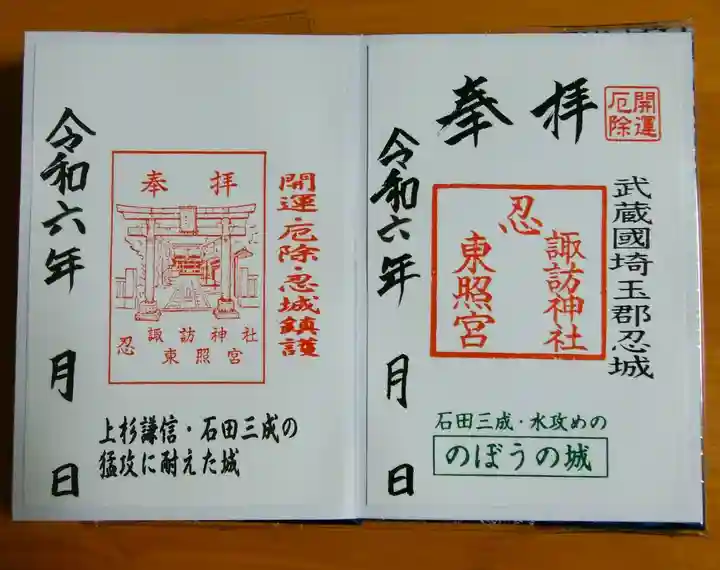 奉拝
開運
厄除
武蔵國埼玉郡忍城
忍
諏訪神社
東照宮
令和六年 月 日
石田三成・水攻めの
のぼうの城
開運・厄除・忍城鎮護
奉拝
忍 諏訪神社
東照宮
令和六年 月 日
上杉謙信・石田三成の
猛攻に耐えた城